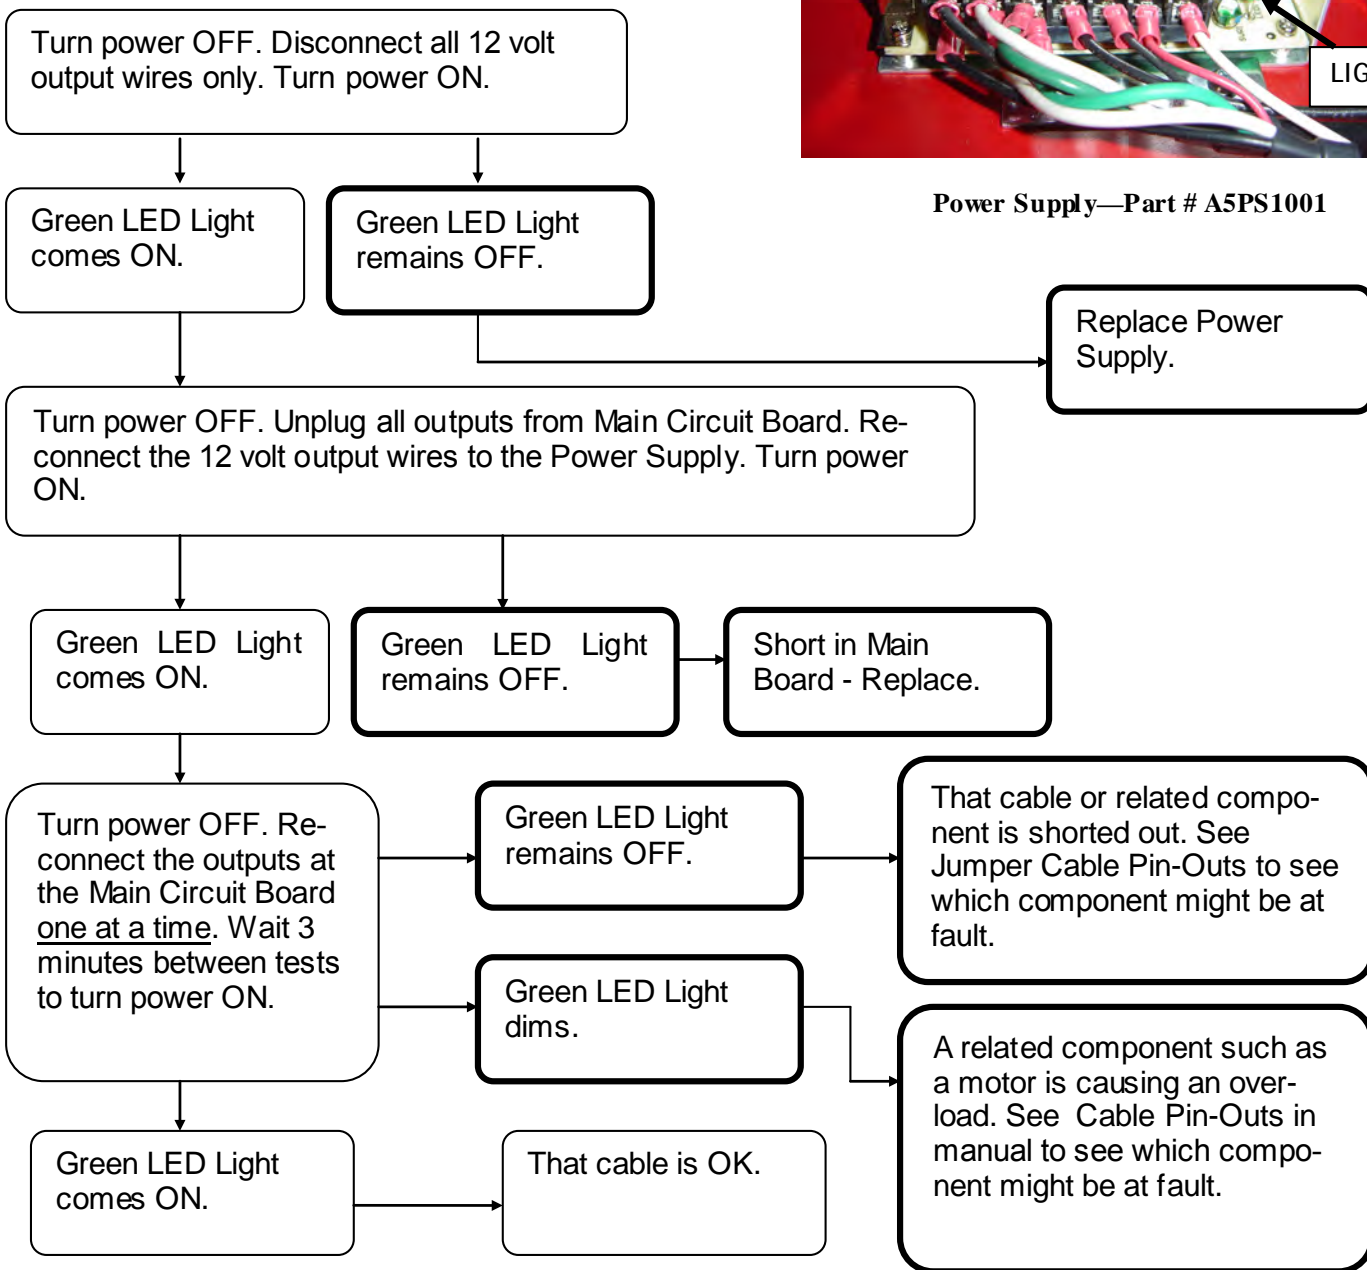 Turn power OFF. Disconnect all 12 volt
output wires only. Turn power ON.
LIG
Power Supply—Part # A5PS1001
Green LED Light
comes ON.
Green LED Light
remains OFF.
Replace Power
Supply.
Turn power OFF. Unplug all outputs from Main Circuit Board. Re-
connect the 12 volt output wires to the Power Supply. Turn power
ON.
Green LED Light
comes ON.
Green LED Light
remains OFF.
Short in Main
Board - Replace.
Turn power OFF. Re-
connect the outputs at
the Main Circuit Board
one at a time. Wait 3
minutes between tests
to turn power ON.
Green LED Light
remains OFF.
That cable or related compo-
nent is shorted out. See
Jumper Cable Pin-Outs to see
which component might be at
fault.
Green LED Light
dims.
A related component such as
a motor is causing an over-
load. See Cable Pin-Outs in
manual to see which compo-
nent might be at fault.
Green LED Light
comes ON.
That cable is OK.